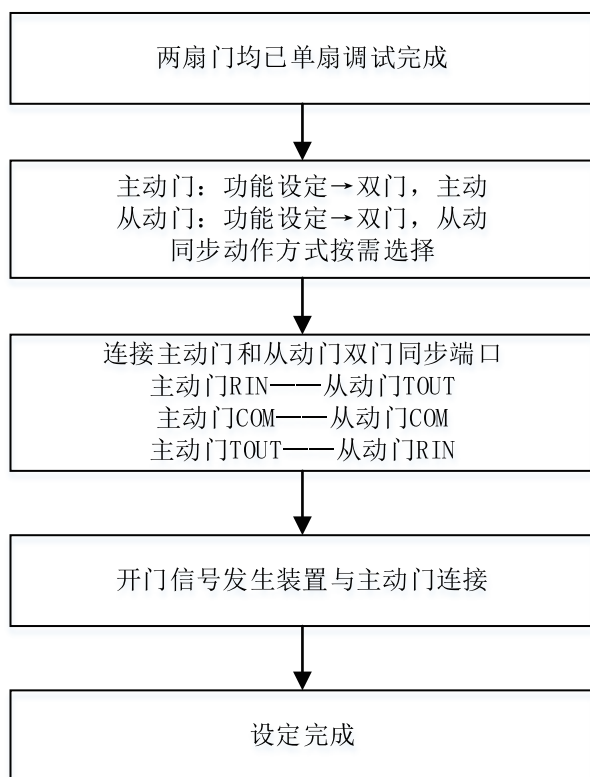 两扇门均已单扇调试完成
主动门：功能设定→双门，主动
从动门：功能设定→双门，从动
同步动作方式按需选择
连接主动门和从动门双门同步端口
主动门RIN——从动门TOUT
主动门COM——从动门COM
主动门TOUT——从动门RIN
开门信号发生装置与主动门连接
设定完成